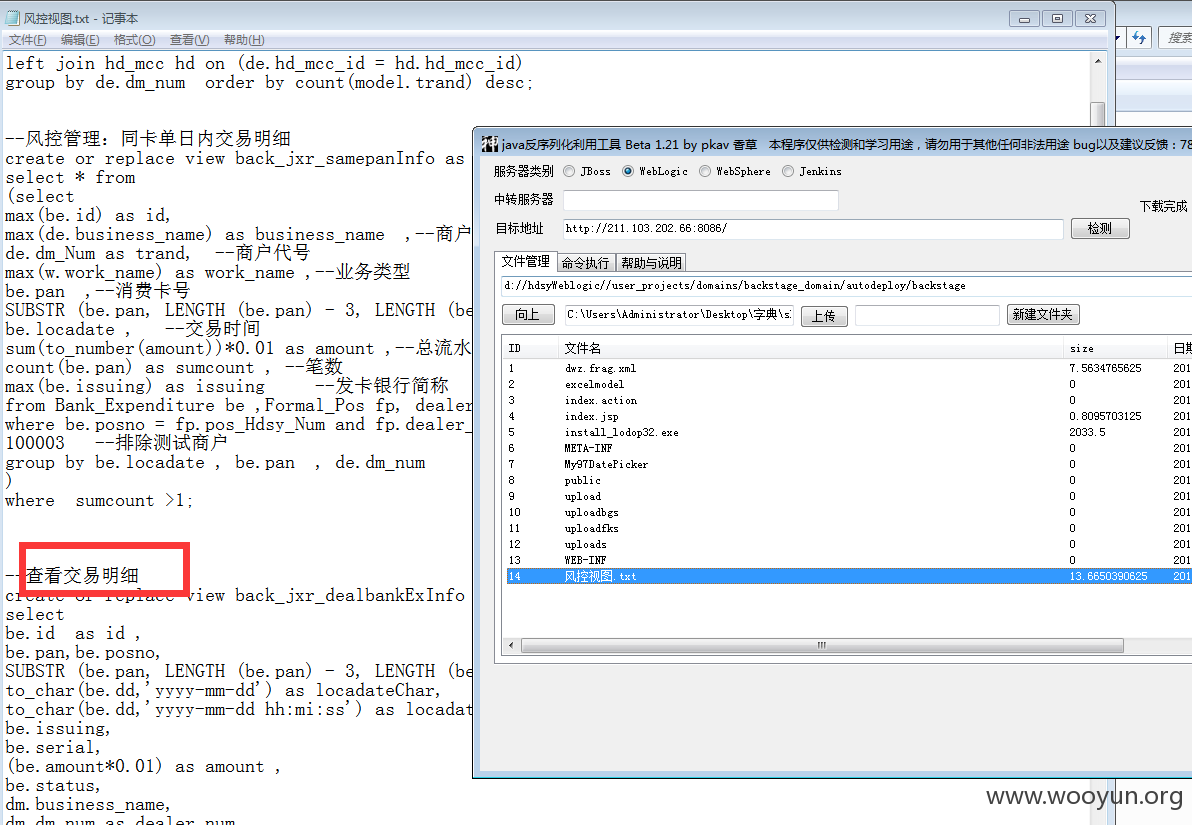 风控视图.txt - 记事本
文件(F) 编辑(E) 格式(O) 查看(V) 帮助(H)
left join hd_mcc hd on (de.hd_mcc_id = hd.hd_mcc_id)
group by de.dm_num  order by count(model.trand) desc;
--风控管理: 同卡单日内交易明细
create or replace view back_jxr_samepanInfo as
select * from
(select
max(be.id) as id,
max(de.business_name) as business_name  ,--商户
de.dm_Num as trand,  --商户代号
max(w.work_name) as work_name ,--业务类型
be.pan  ,--消费卡号
SUBSTR (be.pan, LENGTH (be.pan) - 3, LENGTH (be
be.locadate ,   --交易时间
sum(to_number(amount))*0.01 as amount ,--总流水
count(be.pan) as sumcount , --笔数
max(be.issuing) as issuing     --发卡银行简称
from Bank_Expenditure be ,Formal_Pos fp, dealer
where be.posno = fp.pos_Hdsy_Num and fp.dealer_
100003   --排除测试商户
group by be.locadate , be.pan  , de.dm_num
)
where  sumcount >1;
--查看交易明细
create or replace view back_jxr_dealbankExInfo
select
be.id  as id ,
be.pan,be.posno,
SUBSTR (be.pan, LENGTH (be.pan) - 3, LENGTH (be
to_char(be.dd,'yyyy-mm-dd') as locadateChar,
to_char(be.dd,'yyyy-mm-dd hh:mi:ss') as locadat
be.issuing,
be.serial,
(be.amount*0.01) as amount ,
be.status,
dm.business_name,
dm.dm_num as dealer_num
搜索
java反序列化利用工具 Beta 1.21 by pkav 香草   本程序仅供检测和学习用途，请勿用于其他任何非法用途 bug以及建议反馈：78
服务器类别 JBoss WebLogic WebSphere Jenkins
中转服务器
下载完成
目标地址 http://211.103.202.66:8086/ 检测
文件管理 命令执行 帮助与说明
d://hdsyWeblogic//user_projects/domains/backstage_domain/autodeploy/backstage
向上 C:\Users\Administrator\Desktop\字典\s 上传 新建文件夹
ID 文件名 size 日期
1 dwz.frag.xml 7.5634765625 201
2 excelmodel 0 201
3 index.action 0 201
4 index.jsp 0.8095703125 201
5 install_lodop32.exe 2033.5 201
6 META-INF 0 201
7 My97DatePicker 0 201
8 public 0 201
9 upload 0 201
10 uploadbgs 0 201
11 uploadfks 0 201
12 uploads 0 201
13 WEB-INF 0 201
14 风控视图.txt 13.6650390625 201
www.wooyun.org